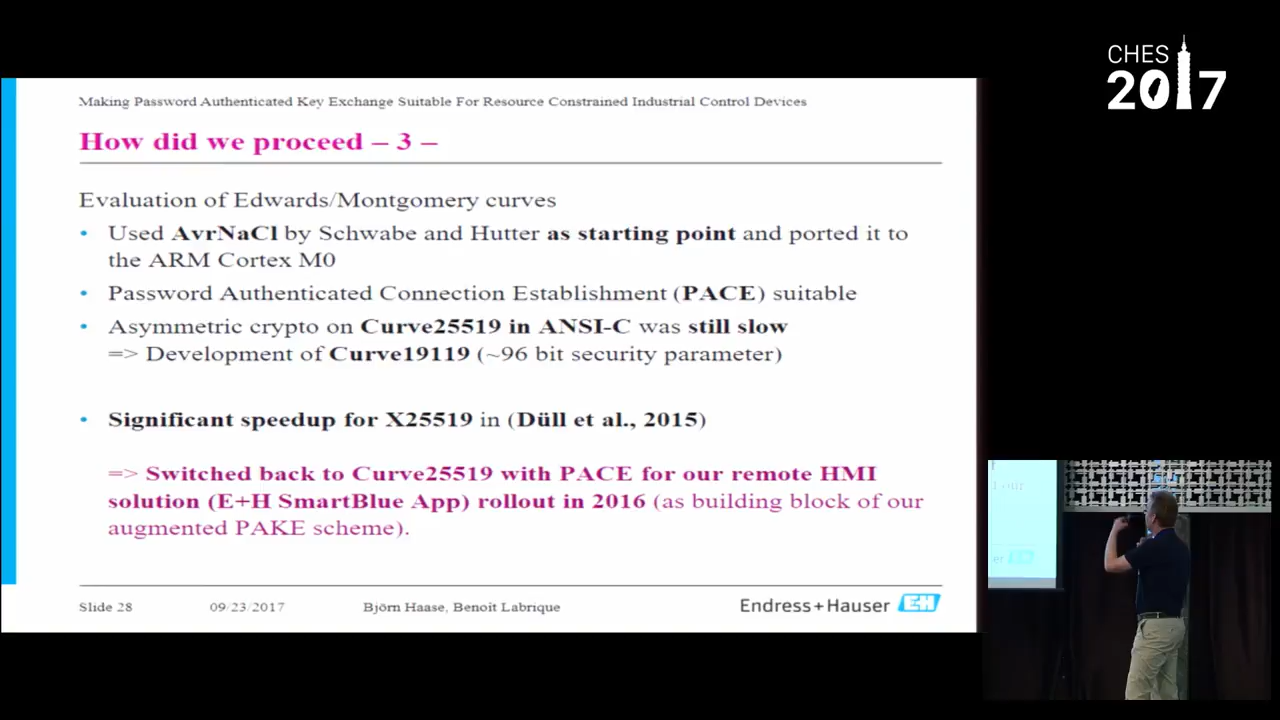 CHES
2017
Making Password Authenticated Key Exchange Suitable For Resource Constrained Industrial Control Devices
How did we proceed – 3 –
Evaluation of Edwards/Montgomery curves
• Used AvrNaCl by Schwabe and Hutter as starting point and ported it to
the ARM Cortex M0
• Password Authenticated Connection Establishment (PACE) suitable
• Asymmetric crypto on Curve25519 in ANSI-C was still slow
=> Development of Curve19119 (~96 bit security parameter)
• Significant speedup for X25519 in (Düll et al., 2015)
=> Switched back to Curve25519 with PACE for our remote HMI
solution (E+H SmartBlue App) rollout in 2016 (as building block of our
augmented PAKE scheme).
Slide 28 09/23/2017 Björn Haase, Benoit Labrique Endress+Hauser EH
our
er